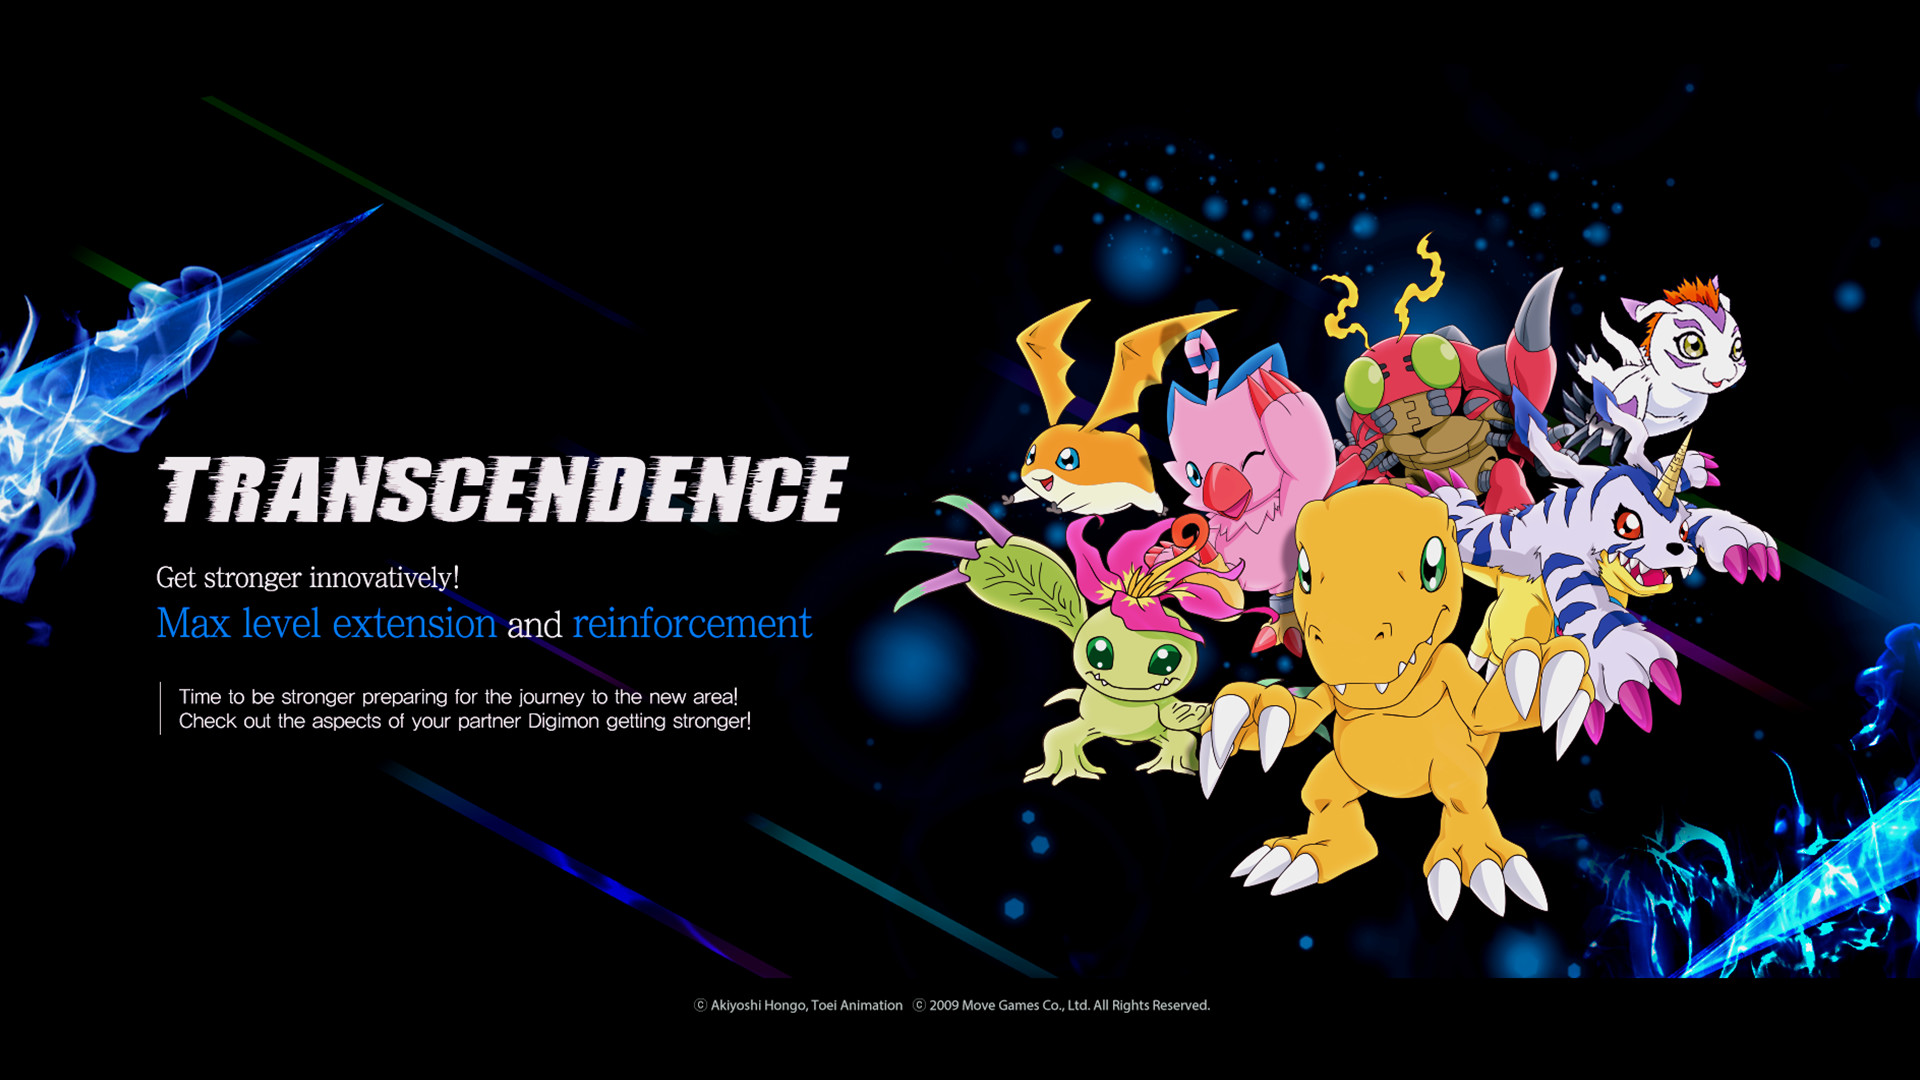 TRANSCENDENCE
Get stronger innovatively!
Max level extension and reinforcement
Time to be stronger preparing for the journey to the new area!
Check out the aspects of your partner Digimon getting stronger!
ⓒ Akiyoshi Hongo, Toei Animation ⓒ 2009 Move Games Co., Ltd. All Rights Reserved.